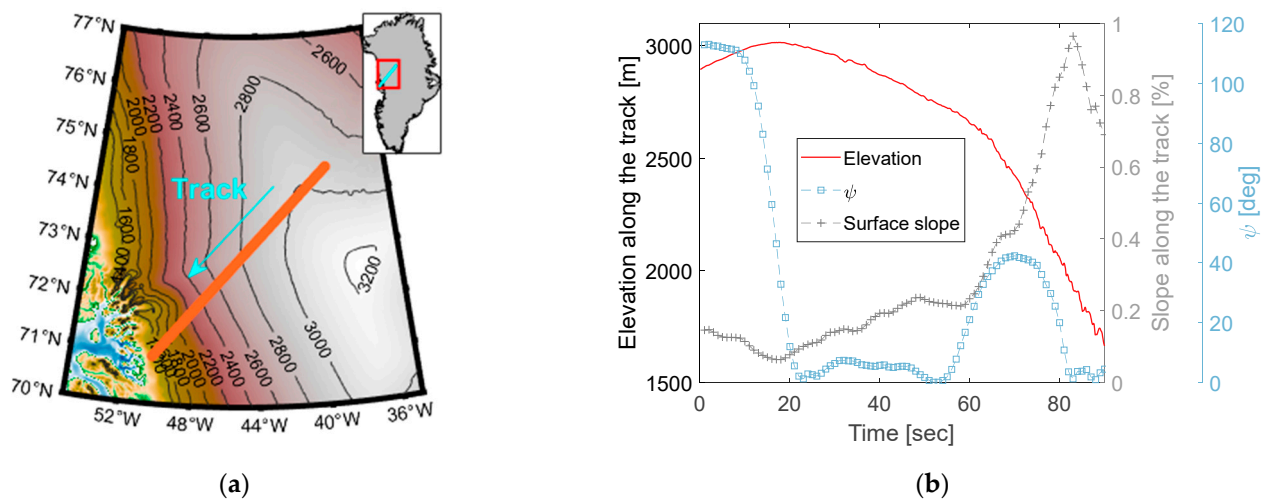 77°N
76°N
75°N
74°N
73°N
72°N
71°N
70°N
52°W
48°W
44°W
40°W
36°W
2600
2800
2600
2400
2200
2000
1800
1600
Track
3200
3000
2800
2600
2400
2200
2000
1800
(a)
Elevation along the track [m]
3000
2500
2000
1500
0
20
40
60
80
Time [sec]
Elevation
ψ
Surface slope
1
0.8
0.6
0.4
0.2
0
Slope along the track [%]
120
100
80
60
40
20
0
ψ [deg]
(b)